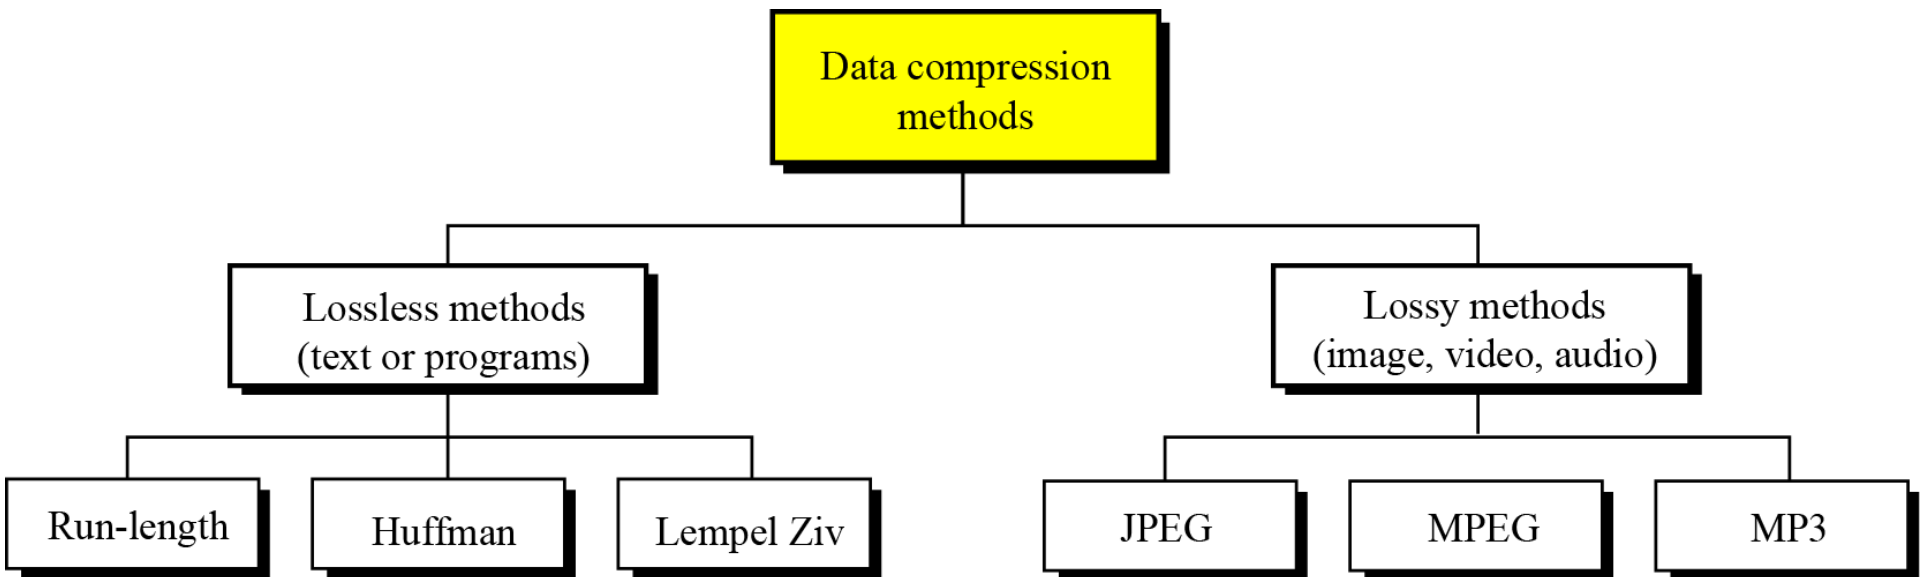 Data compression
methods
Lossless methods
(text or programs)
Lossy methods
(image, video, audio)
Run-length
Huffman
Lempel Ziv
JPEG
MPEG
MP3